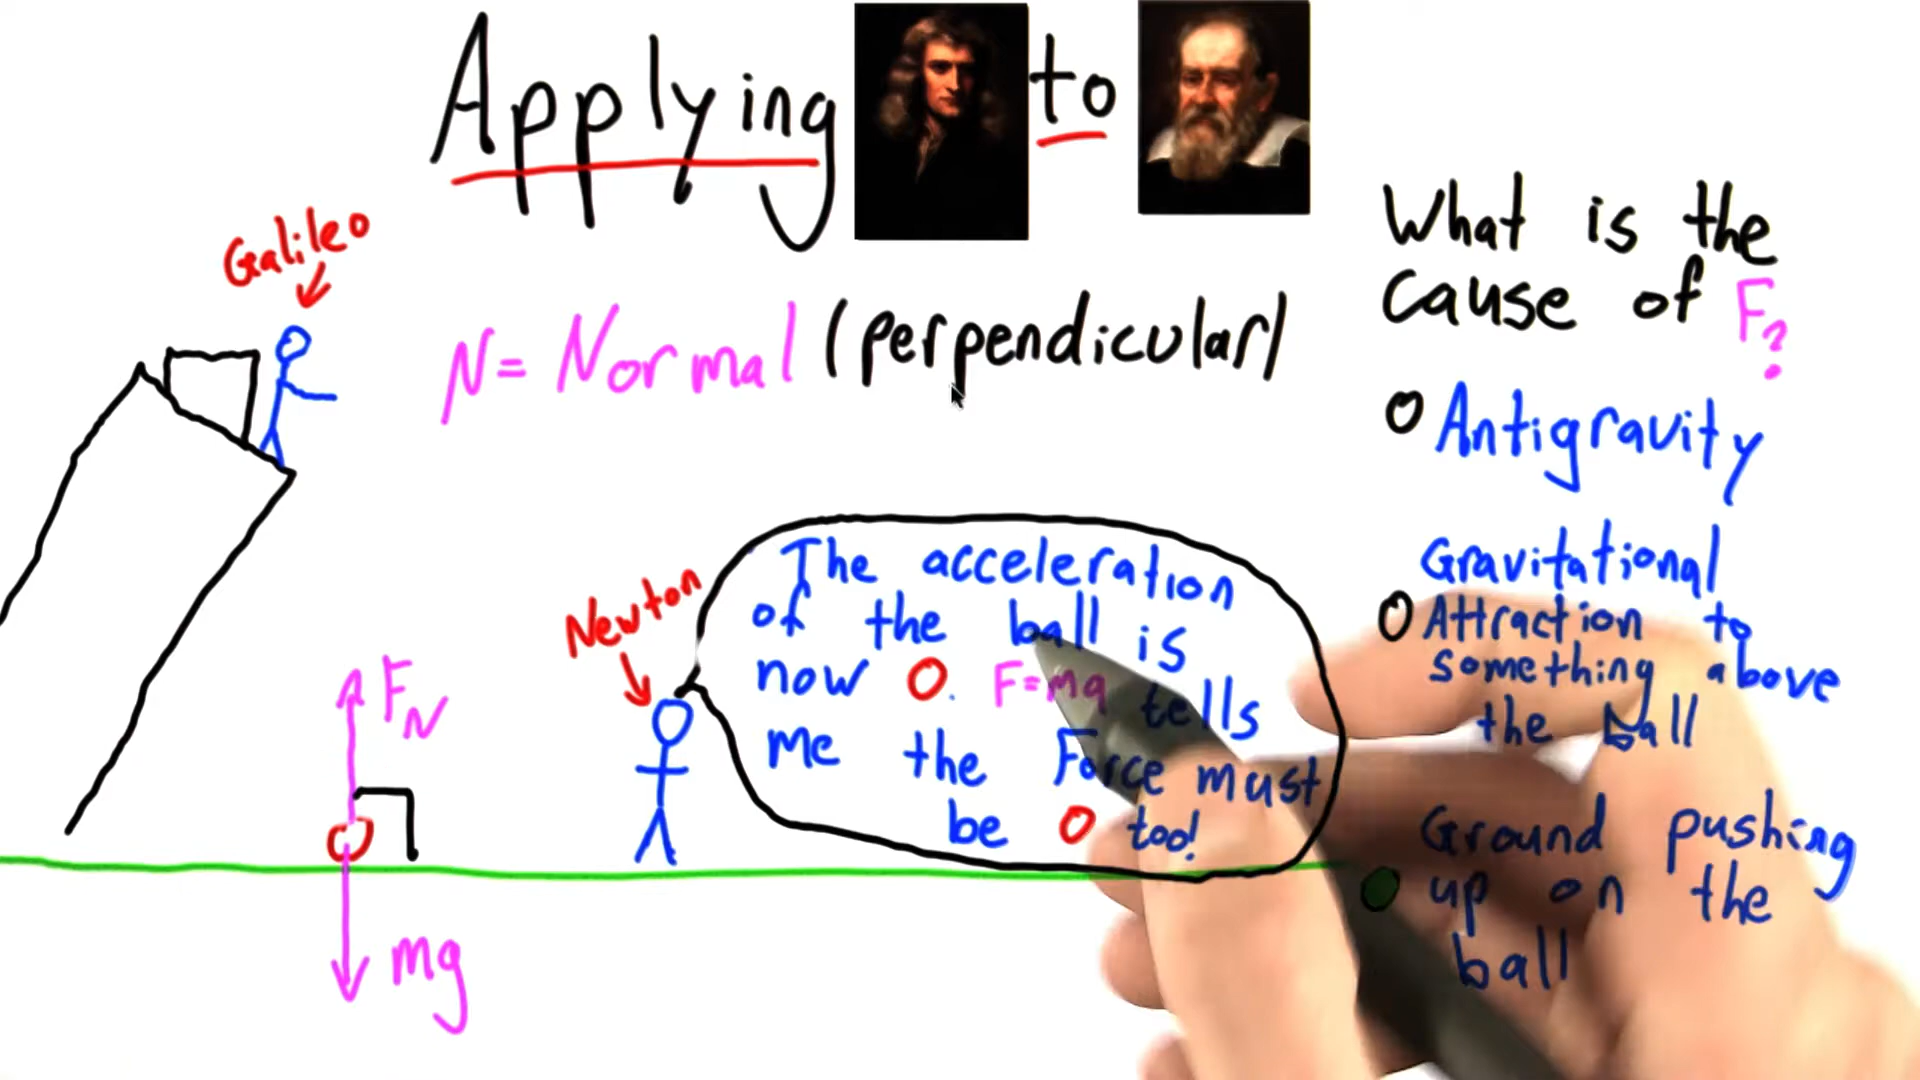 Applying to
Galileo
N = Normal (perpendicular)
What is the
cause of F?
Antigravity
Gravitational
Attraction to
something above
the ball
Ground pushing
up on the
ball
Newton
The acceleration
of the ball is
now 0. F=ma tells
me the Force must
be 0 too!
FN
mg